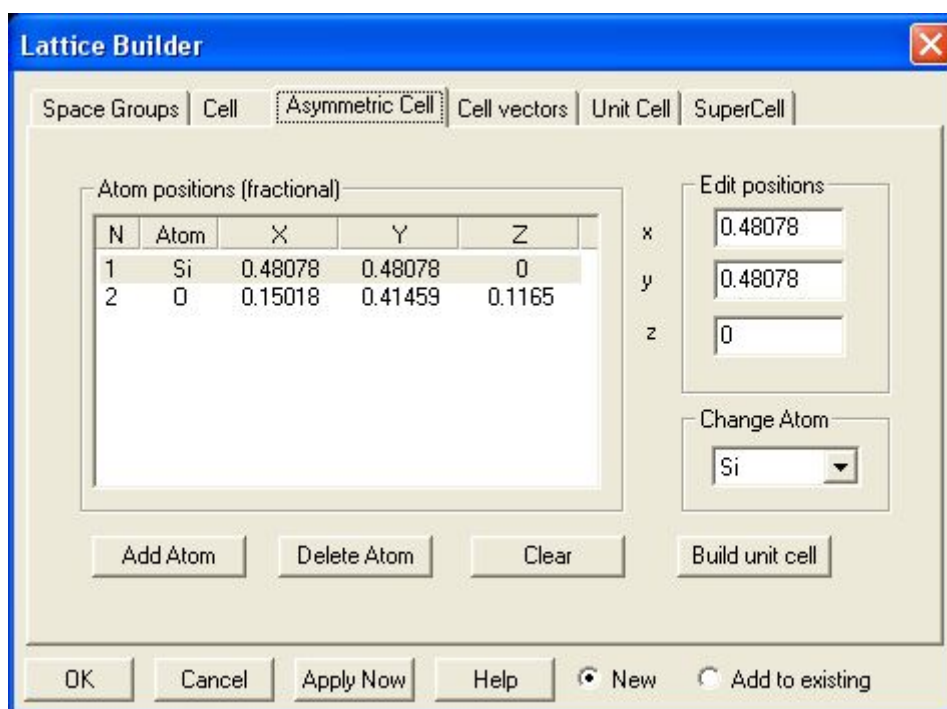 Lattice Builder
Space Groups Cell Asymmetric Cell Cell vectors Unit Cell SuperCell
Atom positions (fractional)
N Atom X Y Z
1 Si 0.48078 0.48078 0
2 O 0.15018 0.41459 0.1165
Edit positions
x 0.48078
y 0.48078
z 0
Change Atom
Si
Add Atom Delete Atom Clear Build unit cell
OK Cancel Apply Now Help New Add to existing